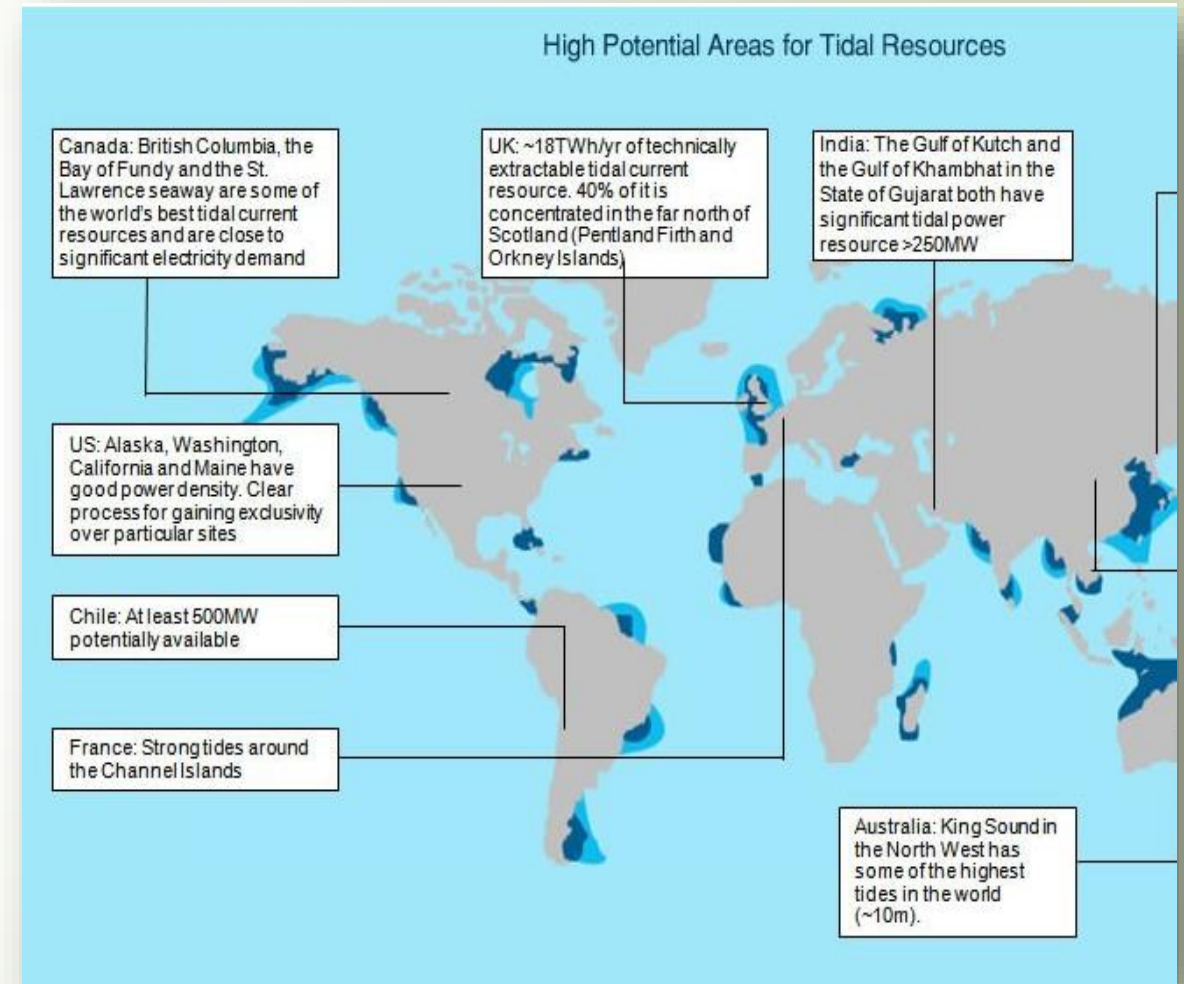 High Potential Areas for Tidal Resources
Canada: British Columbia, the
Bay of Fundy and the St.
Lawrence seaway are some of
the world's best tidal current
resources and are close to
significant electricity demand
UK: ~18TWh/yr of technically
extractable tidal current
resource. 40% of it is
concentrated in the far north of
Scotland (Pentland Firth and
Orkney Islands)
India: The Gulf of Kutch and
the Gulf of Khambhat in the
State of Gujarat both have
significant tidal power
resource >250MW
US: Alaska, Washington,
California and Maine have
good power density. Clear
process for gaining exclusivity
over particular sites
Chile: At least 500MW
potentially available
France: Strong tides around
the Channel Islands
Australia: King Sound in
the North West has
some of the highest
tides in the world
(~10m).